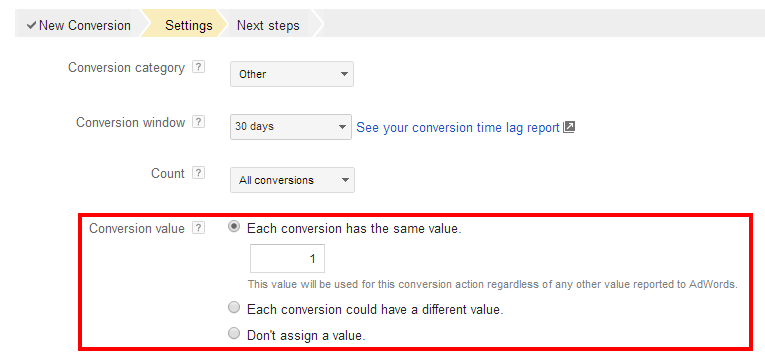 New Conversion Settings Next steps
Conversion category ? Other
Conversion window ? 30 days See your conversion time lag report
Count ? All conversions
Conversion value ? Each conversion has the same value.
1
This value will be used for this conversion action regardless of any other value reported to AdWords.
Each conversion could have a different value.
Don't assign a value.